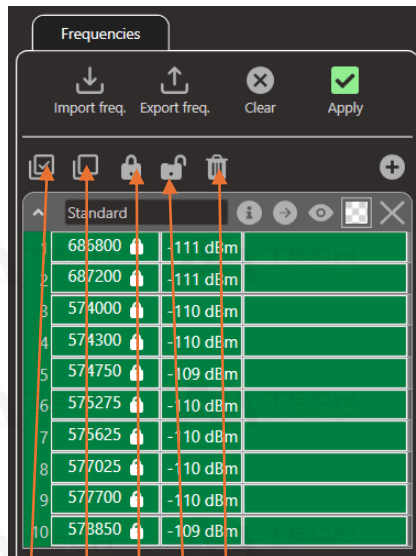 Frequencies
Import freq. Export freq. Clear Apply
Standard
1 686800 -111 dBm
2 687200 -111 dBm
3 574000 -110 dBm
4 574300 -110 dBm
5 574750 -109 dBm
6 575275 -110 dBm
7 575625 -110 dBm
8 577025 -110 dBm
9 577700 -110 dBm
10 578850 -109 dBm